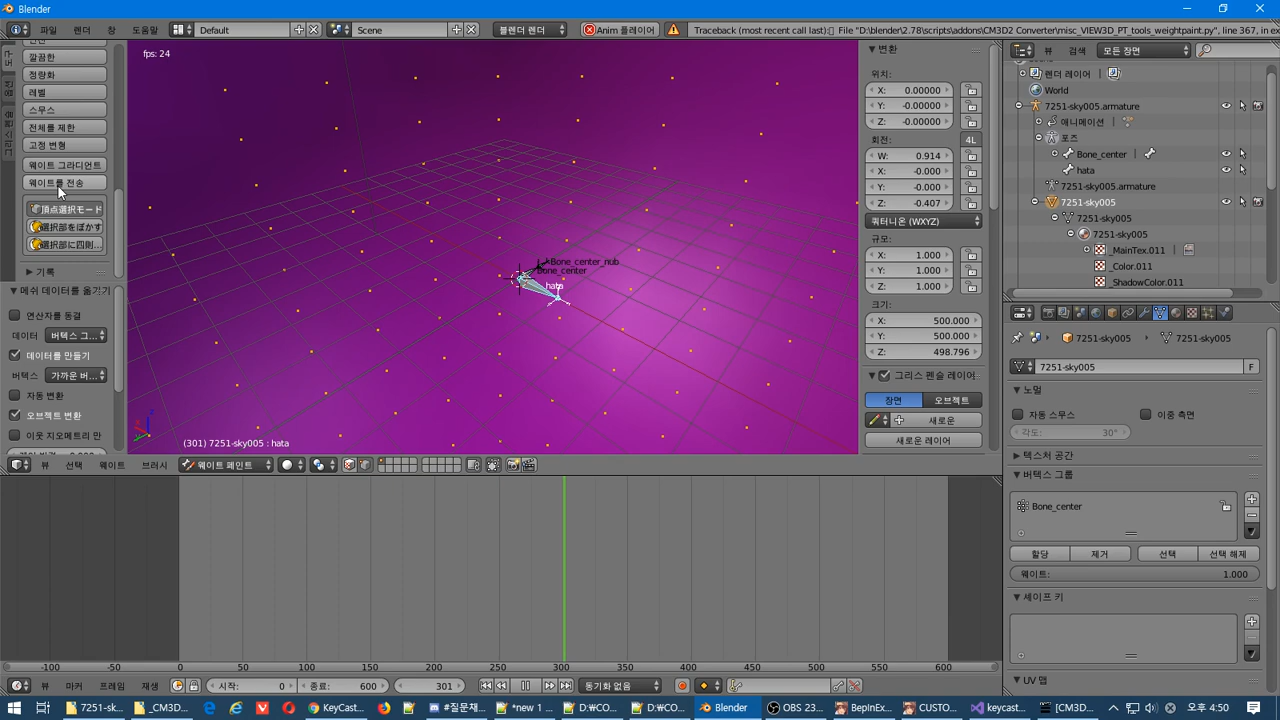 Blender
파일
렌더
창
도움말
Default
Scene
블렌더 렌더
Anim 플레이어
Traceback (most recent call last): File "D:\blender\2.78\scripts\addons\CM3D2 Converter\misc_VIEW3D_PT_tools_weightpaint.py", line 367, in ex
깔끔한
정량화
레벨
스무스
전체를 제한
고정 변형
웨이트 그라디언트
웨이트를 전송
頂点選択モード
選択部をぼかす
選択部に四則...
기록
메쉬 데이터를 옮기기
연산자를 동결
데이터
버텍스 그...
데이터를 만들기
버텍스
가까운 버...
자동 변환
오브젝트 변환
이웃 지오메트리 만
fps: 24
Bone_center_nub
Bone_center
hata
(301) 7251-sky005 : hata
변환
위치:
X: 0.00000
Y: -0.00000
Z: -0.00000
회전:
4L
W: 0.914
X: -0.000
Y: -0.000
Z: -0.407
쿼터니온 (WXYZ)
규모:
X: 1.000
Y: 1.000
Z: 1.000
크기:
X: 500.000
Y: 500.000
Z: 498.796
그리스 펜슬 레이어
장면
오브젝트
새로운
새로운 레이어
뷰
검색
모든 장면
렌더 레이어
World
7251-sky005.armature
애니메이션
포즈
Bone_center
hata
7251-sky005.armature
7251-sky005
7251-sky005
7251-sky005
_MainTex.011
_Color.011
_ShadowColor.011
7251-sky005
7251-sky005
7251-sky005
F
노멀
자동 스무스
이중 측면
각도: 30°
텍스처 공간
버텍스 그룹
Bone_center
할당
제거
선택
선택 해제
웨이트: 1.000
셰이프 키
UV 맵
뷰
선택
웨이트
브러시
웨이트 페인트
-100
-50
0
50
100
150
200
250
300
350
400
450
500
550
600
뷰
마커
프레임
재생
시작: 0
종료: 600
301
동기화 없음
7251-sk...
_CM3D...
KeyCast...
#질문재...
*new 1 ...
D:₩CO...
D:₩CO...
Blender
OBS 23...
BepInEx...
CUSTO...
keycast...
[CM3D...
오후 4:50